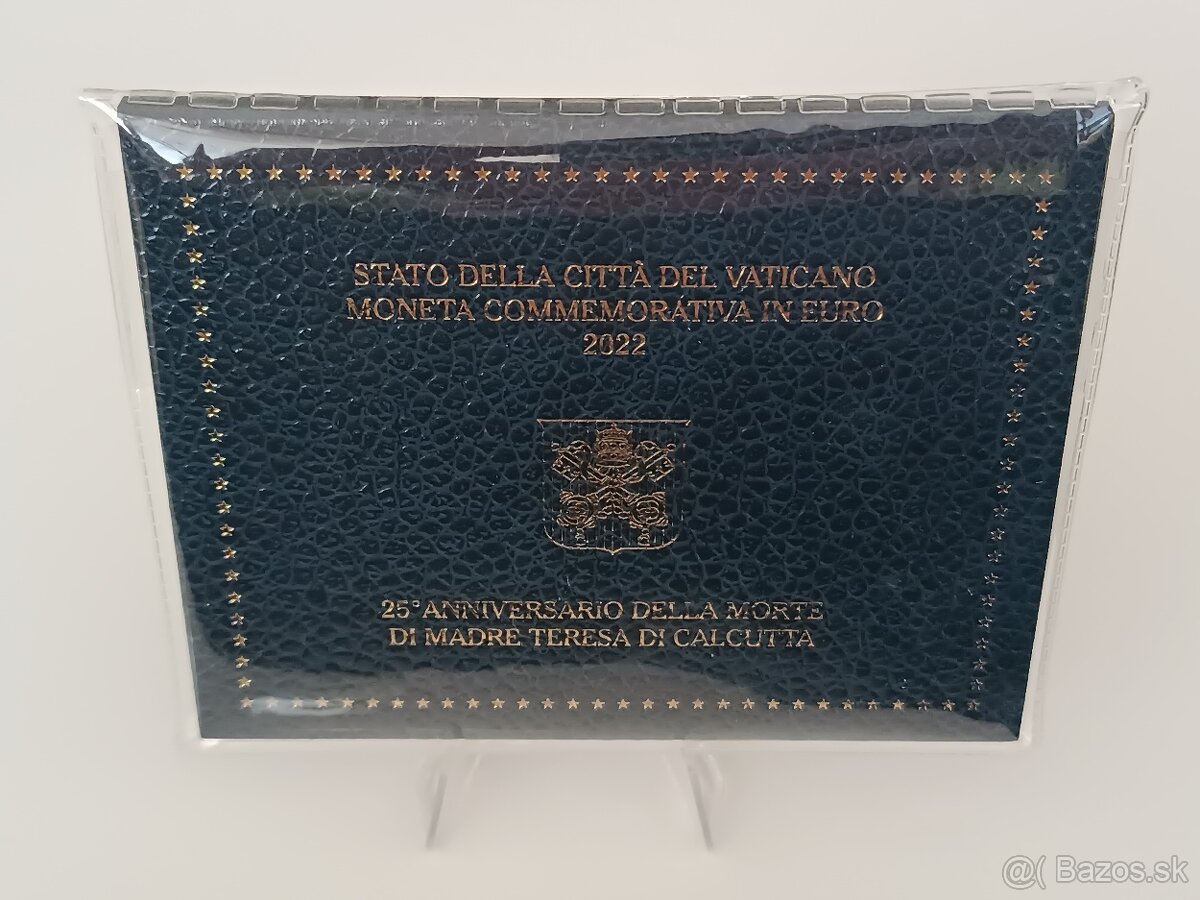 STATO DELLA CITTÀ DEL VATICANO
MONETA COMMEMORATIVA IN EURO
2022
25° ANNIVERSARIO DELLA MORTE
DI MADRE TERESA DI CALCUTTA
@( Bazos.sk